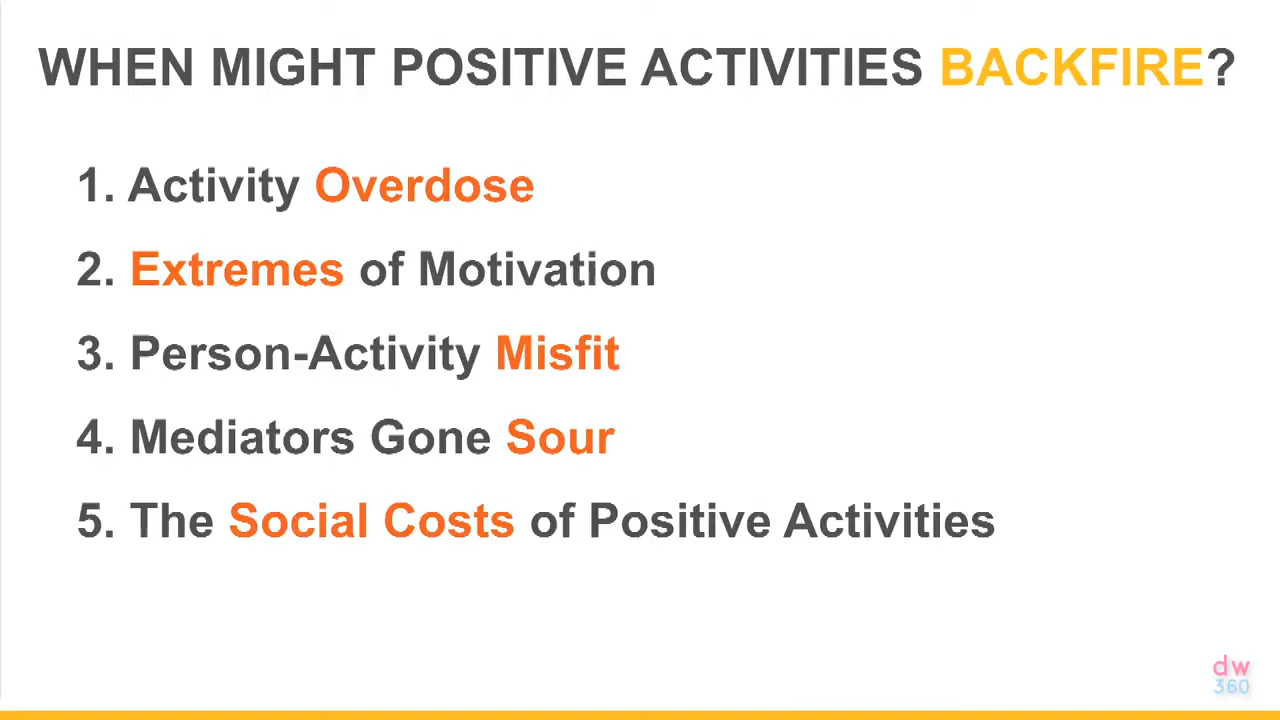 WHEN MIGHT POSITIVE ACTIVITIES BACKFIRE?
1. Activity Overdose
2. Extremes of Motivation
3. Person-Activity Misfit
4. Mediators Gone Sour
5. The Social Costs of Positive Activities
dw
360